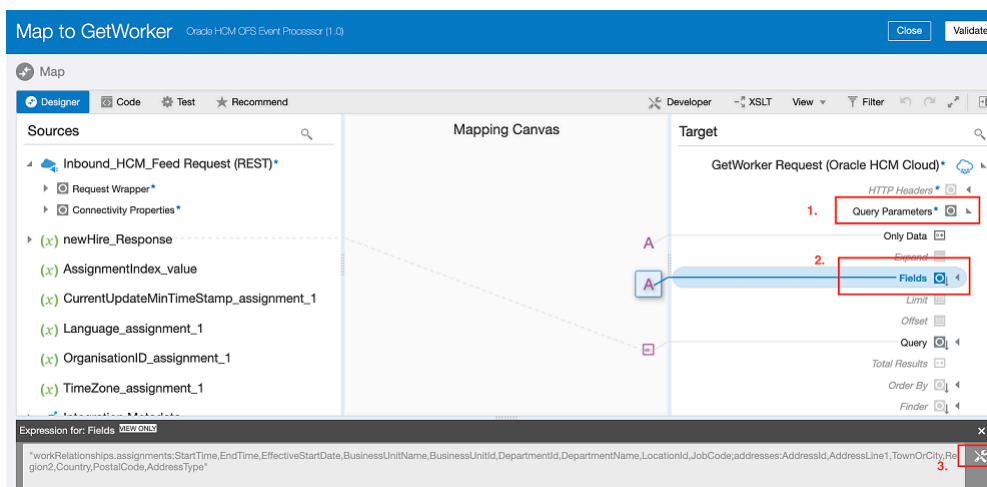 Map to GetWorker Oracle HCM OFS Event Processor (1.0) Close Validate
Map
Designer Code Test Recommend Developer XSLT View Filter
Sources Mapping Canvas Target
Inbound_HCM_Feed Request (REST)* GetWorker Request (Oracle HCM Cloud)*
Request Wrapper* HTTP Headers*
Connectivity Properties* 1. Query Parameters*
(x) newHire_Response A Only Data
2. Expand
(x) AssignmentIndex_value A Fields
(x) CurrentUpdateMinTimeStamp_assignment_1 Limit
(x) Language_assignment_1 Offset
(x) OrganisationID_assignment_1 Query
Total Results
(x) TimeZone_assignment_1 Order By
Integration Metadata Finder
Expression for: Fields VIEW ONLY
"workRelationships.assignments:StartTime,EndTime,EffectiveStartDate,BusinessUnitName,BusinessUnitId,DepartmentId,DepartmentName,LocationId,JobCode;addresses:AddressId,AddressLine1,TownOrCity,Re
gion2,Country,PostalCode,AddressType" 3.